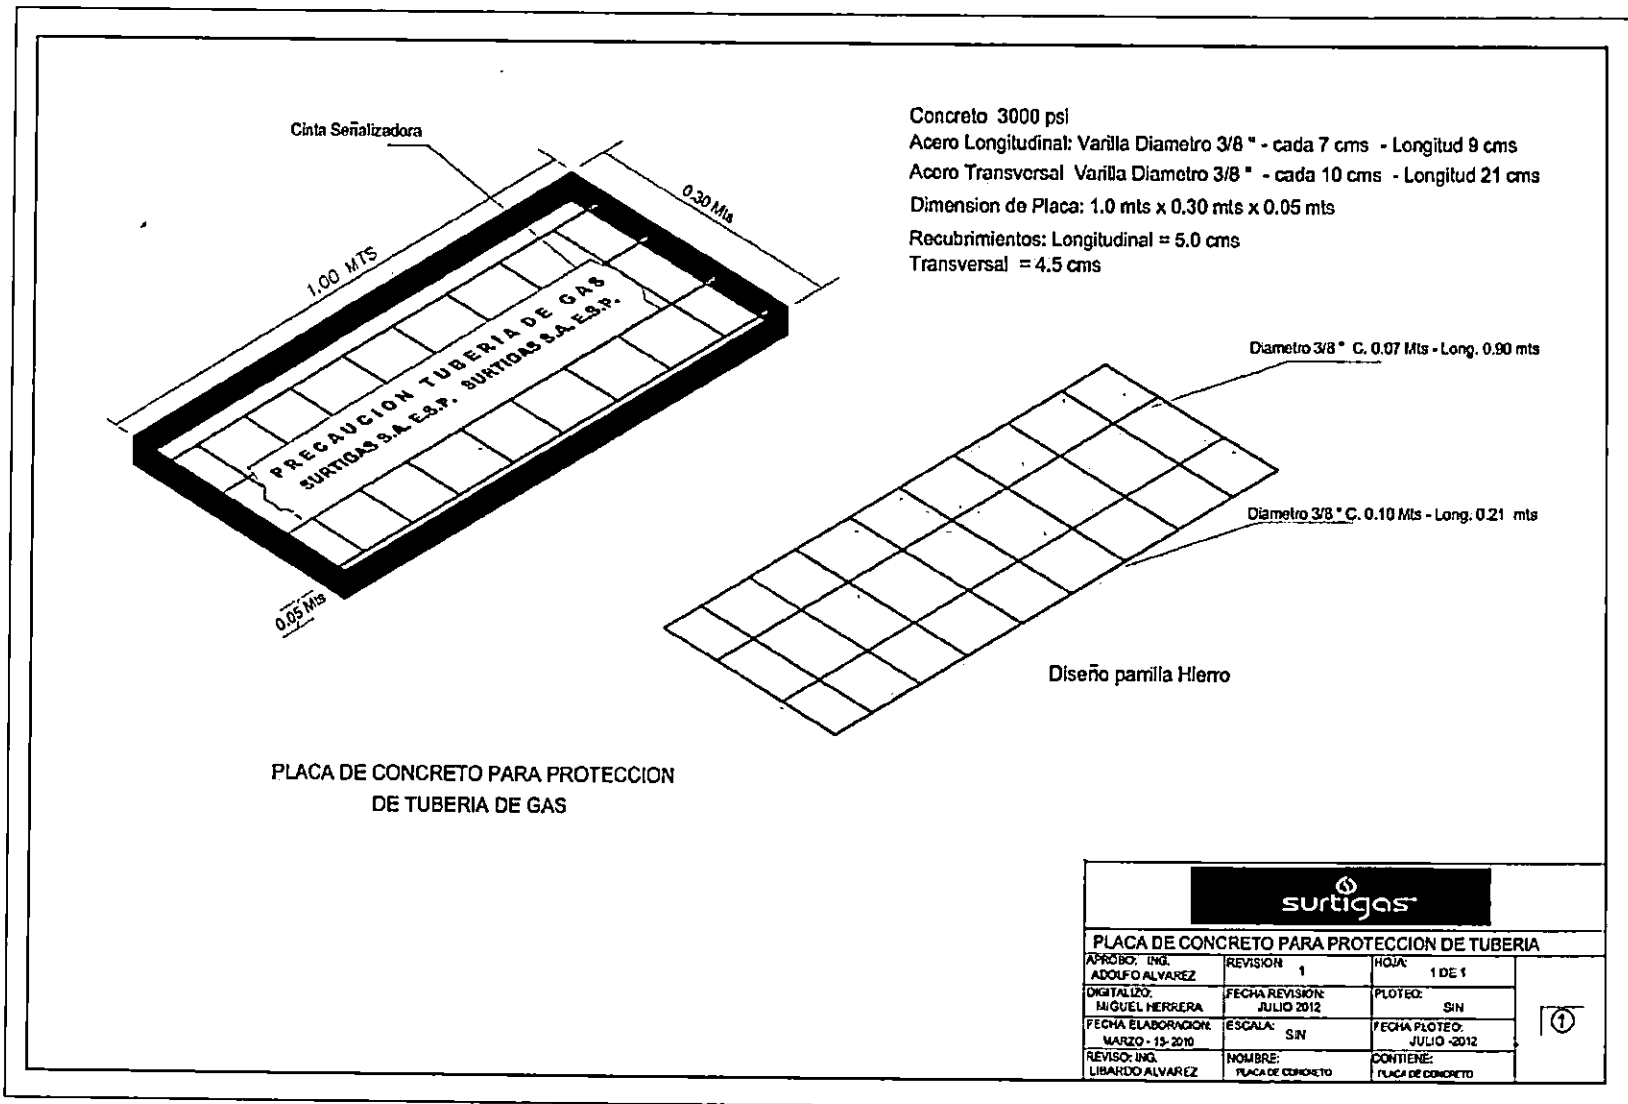 Cinta Señalizadora
1.00 MTS
0.30 Mts
PRECAUCION TUBERIA DE GAS
SURTIGAS S.A. E.S.P. SURTIGAS S.A. E.S.P.
0.05 Mts
PLACA DE CONCRETO PARA PROTECCION
DE TUBERIA DE GAS
Concreto 3000 psi
Acero Longitudinal: Varilla Diametro 3/8 " - cada 7 cms - Longitud 9 cms
Acero Transversal Varilla Diametro 3/8 " - cada 10 cms - Longitud 21 cms
Dimension de Placa: 1.0 mts x 0.30 mts x 0.05 mts
Recubrimientos: Longitudinal = 5.0 cms
Transversal = 4.5 cms
Diametro 3/8 " C. 0.07 Mts - Long. 0.90 mts
Diametro 3/8 " C. 0.10 Mts - Long. 0.21 mts
Diseño parrilla Hierro
surtigas
PLACA DE CONCRETO PARA PROTECCION DE TUBERIA
APROBO: ING. ADOLFO ALVAREZ
REVISION: 1
HOJA: 1 DE 1
DIGITALIZO: MIGUEL HERRERA
FECHA REVISION: JULIO 2012
PLOTEO: SIN
FECHA ELABORACION: MARZO - 15- 2010
ESCALA: SIN
FECHA PLOTEO: JULIO -2012
REVISO: ING. LIBARDO ALVAREZ
NOMBRE: PLACA DE CONCRETO
CONTIENE: PLACA DE CONCRETO
1